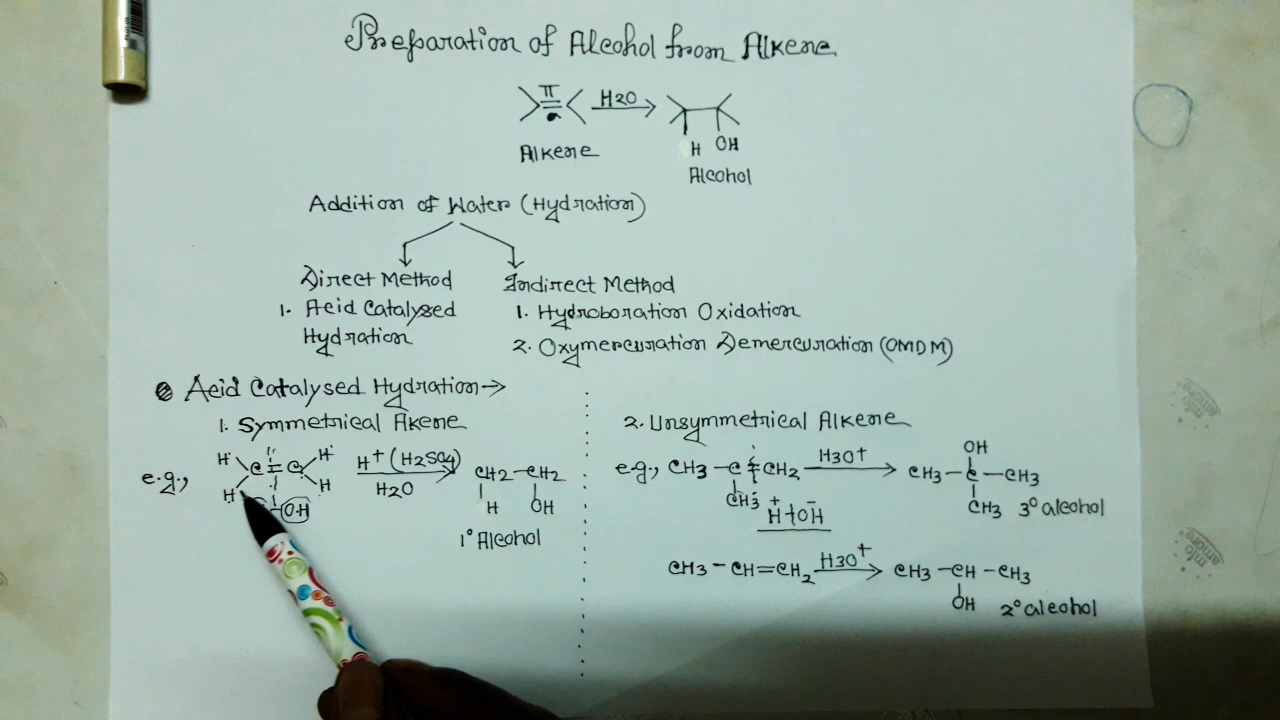 Preparation of Alcohol from Alkene
π
H2O
σ
Alkene
H OH
Alcohol
Addition of Water (Hydration)
Direct Method
1. Acid Catalysed
Hydration
Indirect Method
1. Hydroboration Oxidation
2. Oxymercuration Demercuration (OMDM)
Acid Catalysed Hydration →
1. Symmetrical Akene
e.g., H H C = C H H
OH
H+ (H2SO4)
H2O
CH2-CH2
H OH
1° Alcohol
2. Unsymmetrical Alkene
OH
e.g., CH3-C=CH2 H3O+ → CH3-C-CH3
CH3 CH3 3° alcohol
H+ OH-
CH3-CH=CH2 H3O+ → CH3-CH-CH3
OH 2° alcohol